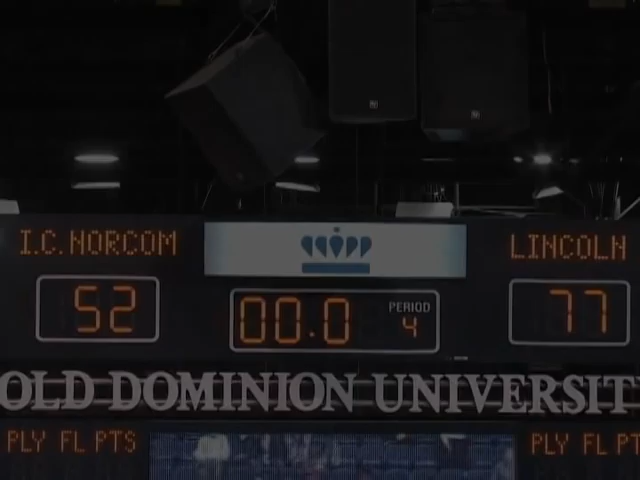 I.C. NORCOM
LINCOLN
52
00.0
PERIOD
4
77
OLD DOMINION UNIVERSIT
PLY FL PTS
PLY FL PT